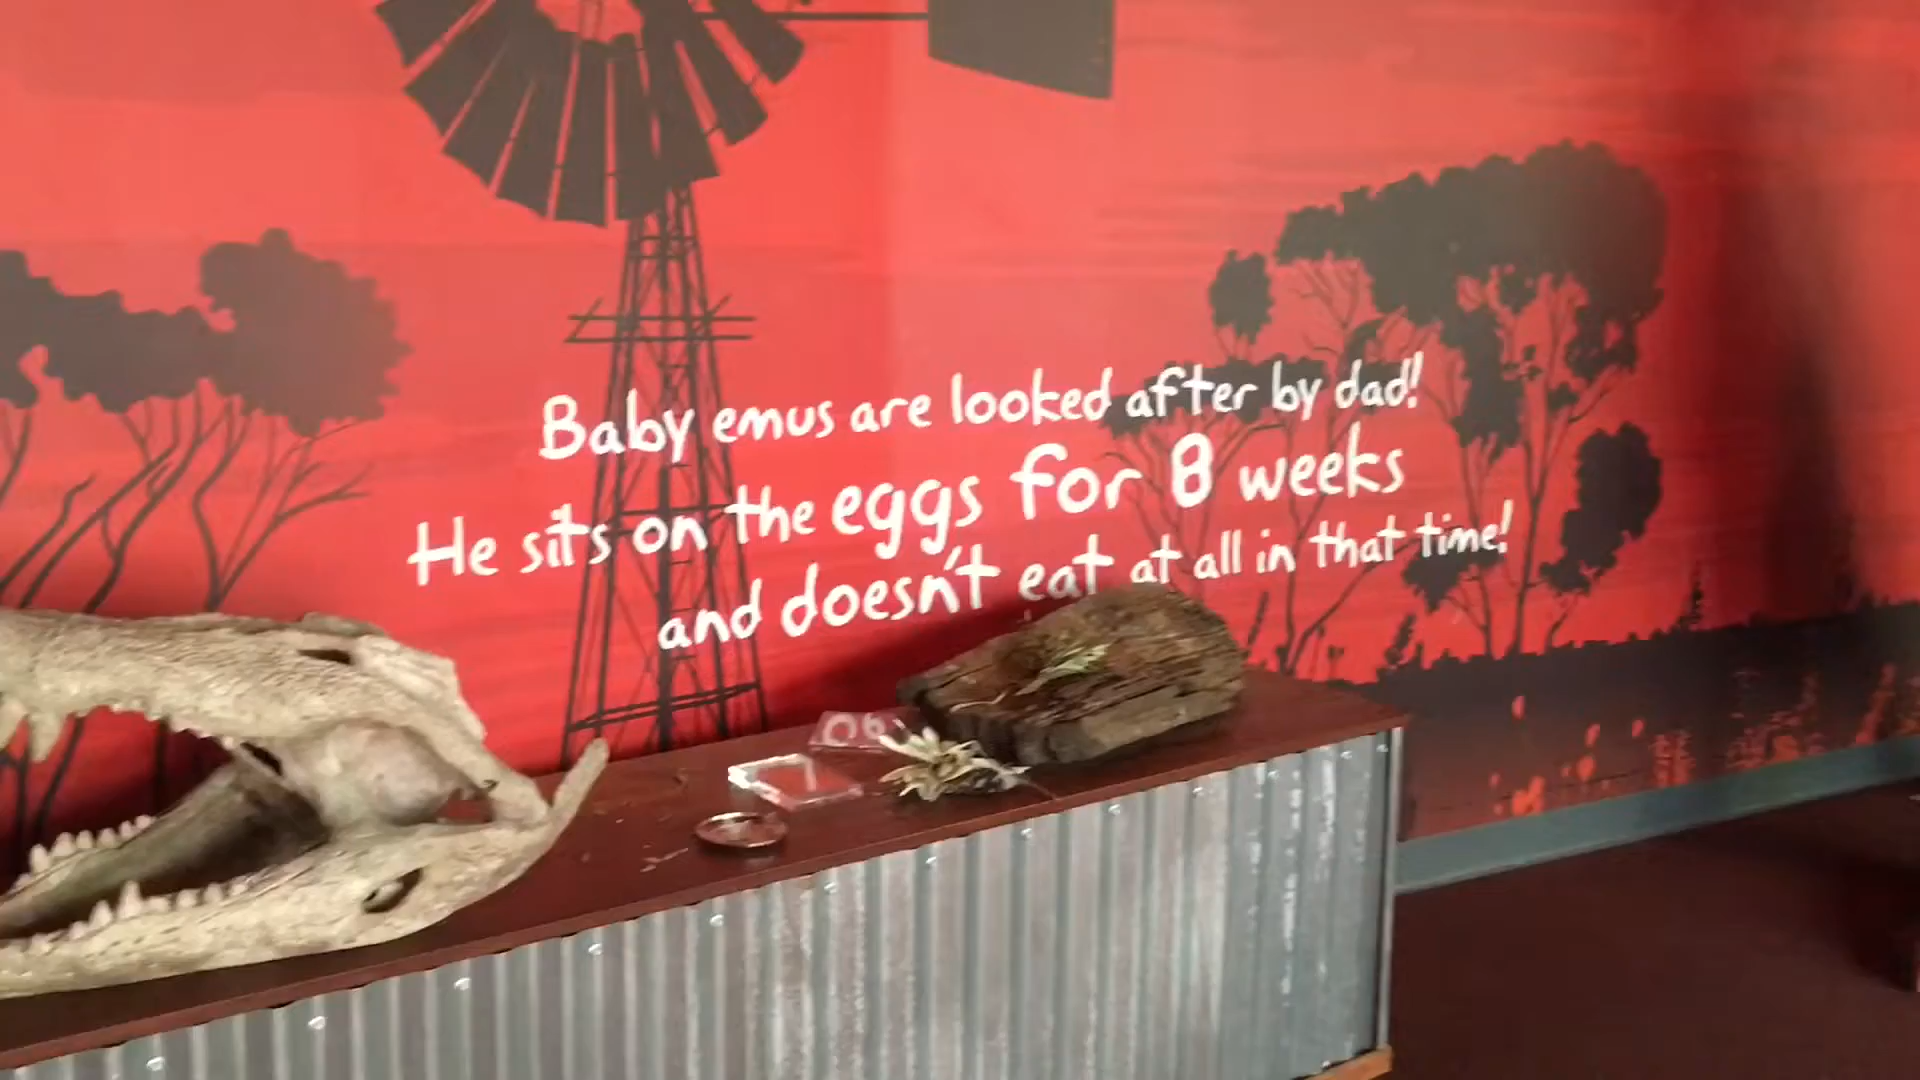 Baby emus are looked after by dad!
He sits on the eggs for 8 weeks
and doesn't eat at all in that time!